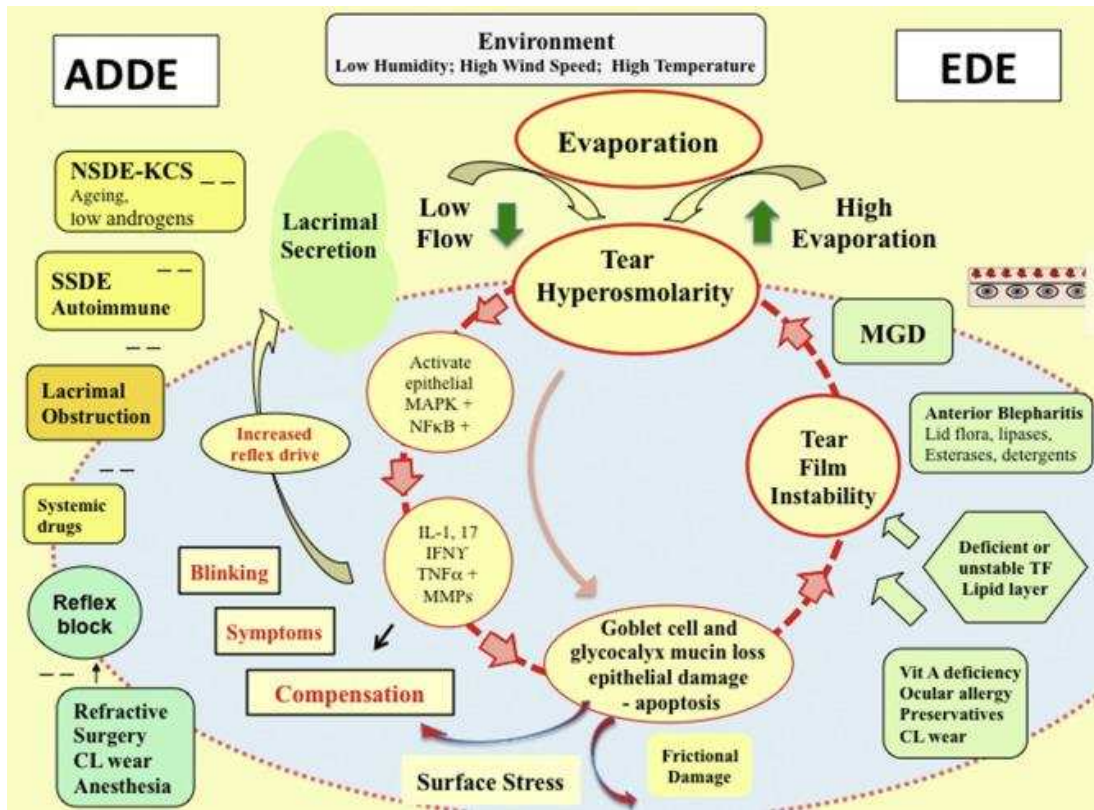 ADDE
Environment
Low Humidity; High Wind Speed; High Temperature
EDE
Evaporation
NSDE-KCS
Ageing,
low androgens
Lacrimal
Secretion
Low
Flow
High
Evaporation
SSDE
Autoimmune
Tear
Hyperosmolarity
MGD
Lacrimal
Obstruction
Activate
epithelial
MAPK +
NFκB +
Increased
reflex drive
Tear
Film
Instability
Anterior Blepharitis
Lid flora, lipases,
Esterases, detergents
Systemic
drugs
IL-1, 17
IFNϒ
TNFα +
MMPs
Blinking
Symptoms
Compensation
Deficient or
unstable TF
Lipid layer
Reflex
block
Goblet cell and
glycocalyx mucin loss
epithelial damage
- apoptosis
Refractive
Surgery
CL wear
Anesthesia
Vit A deficiency
Ocular allergy
Preservatives
CL wear
Surface Stress
Frictional
Damage